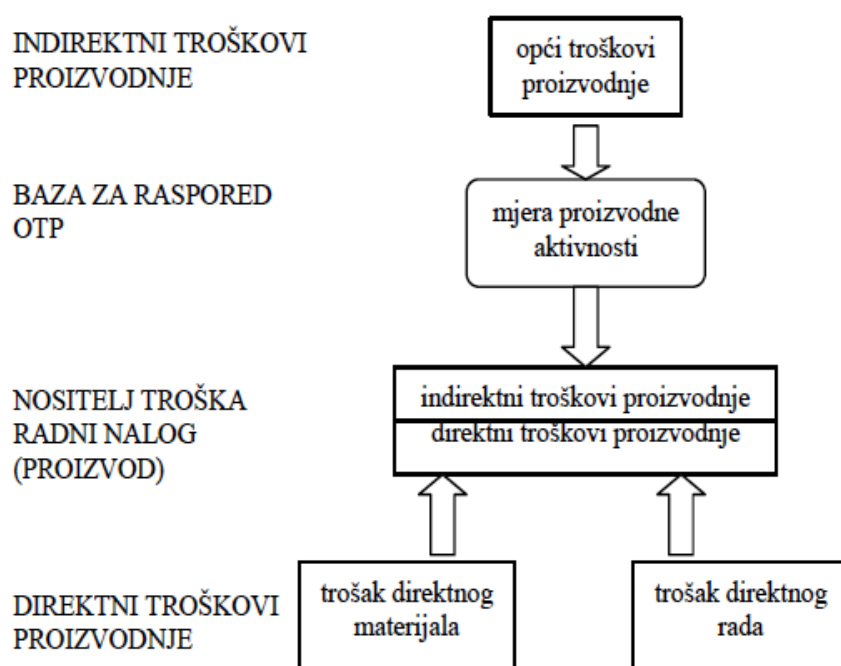 INDIREKTNI TROŠKOVI
PROIZVODNJE
opći troškovi
proizvodnje
BAZA ZA RASPORED
OTP
mjera proizvodne
aktivnosti
NOSITELJ TROŠKA
RADNI NALOG
(PROIZVOD)
indirektni troškovi proizvodnje
direktni troškovi proizvodnje
DIREKTNI TROŠKOVI
PROIZVODNJE
trošak direktnog
materijala
trošak direktnog
rada